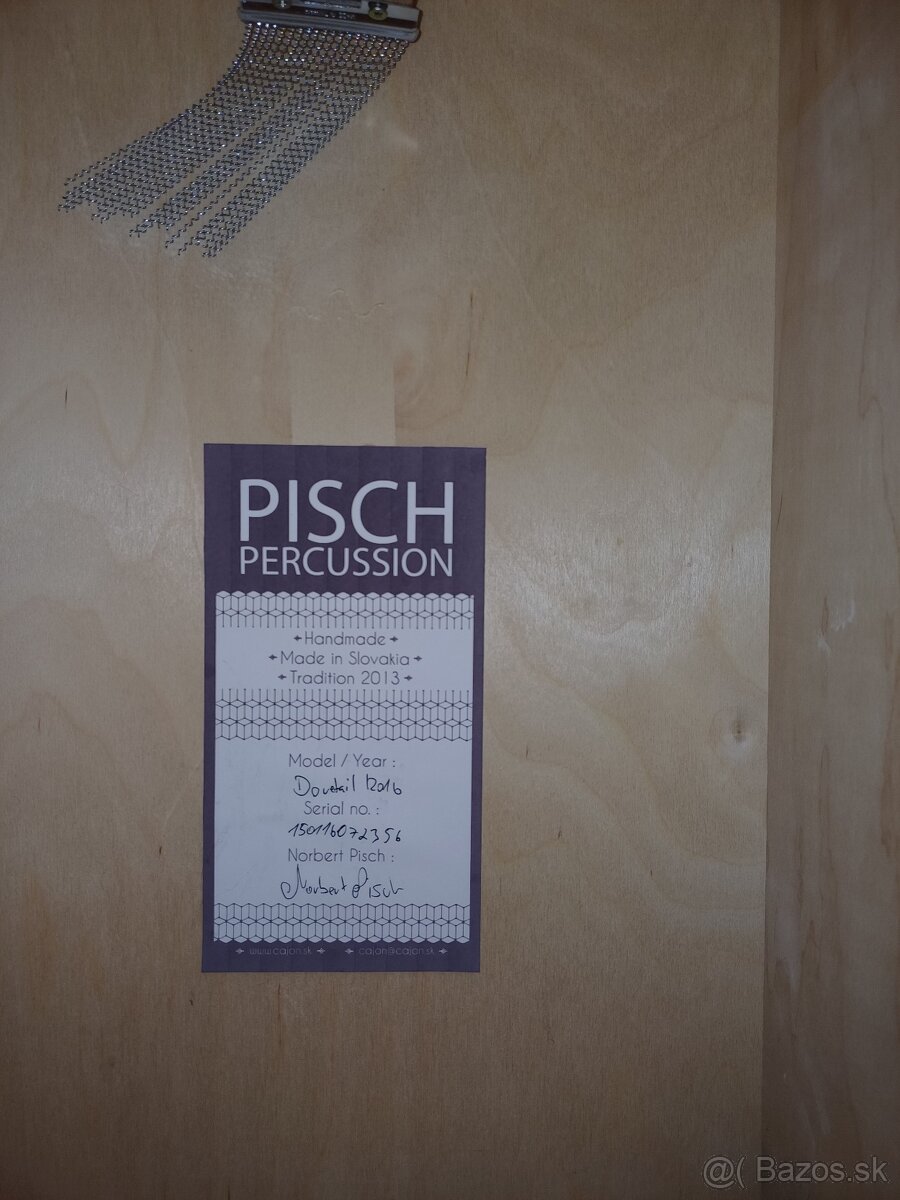 PISCH
PERCUSSION
Handmade
Made in Slovakia
Tradition 2013
Model / Year :
Dovetail /2016
Serial no. :
150116072356
Norbert Pisch :
Norbert Pisch
www.cajon.sk cajon@cajon.sk
@( Bazos.sk